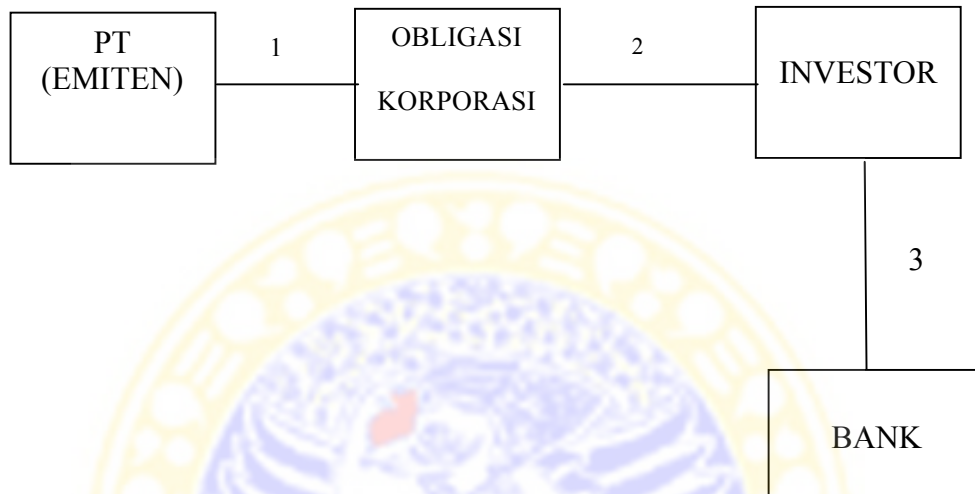 PT
(EMITEN)
1
OBLIGASI
KORPORASI
2
INVESTOR
3
BANK